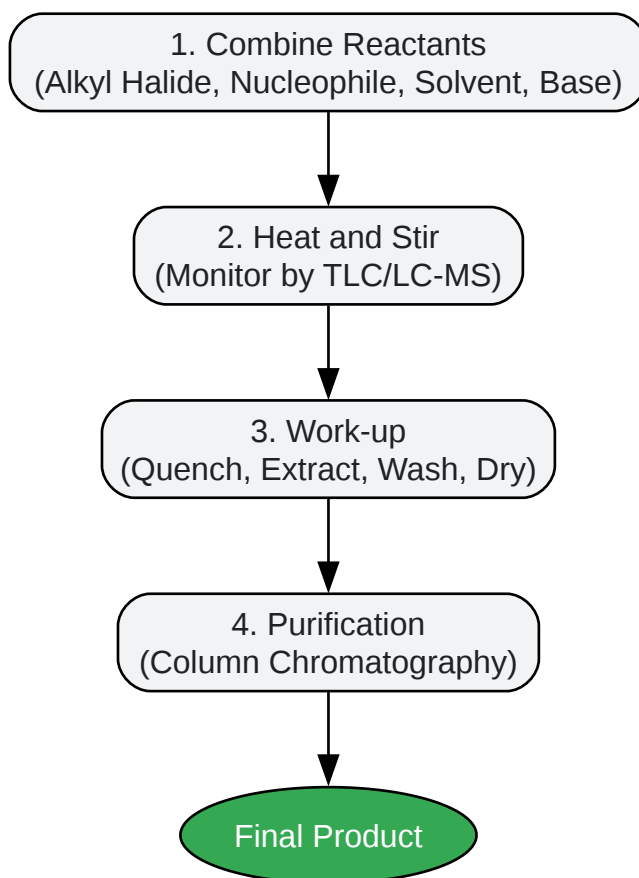 1. Combine Reactants
(Alkyl Halide, Nucleophile, Solvent, Base)
2. Heat and Stir
(Monitor by TLC/LC-MS)
3. Work-up
(Quench, Extract, Wash, Dry)
4. Purification
(Column Chromatography)
Final Product